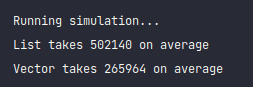 Running simulation...
List takes 502140 on average
Vector takes 265964 on average